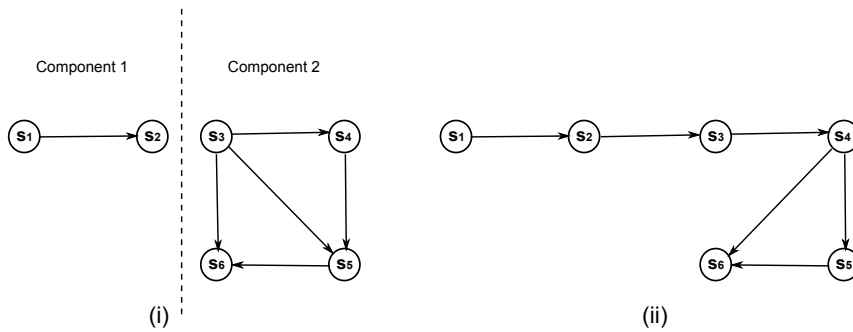 Component 1 Component 2
S1 S2 S3 S4 S1 S2 S3 S4
S6 S5 S6 S5
(i) (ii)